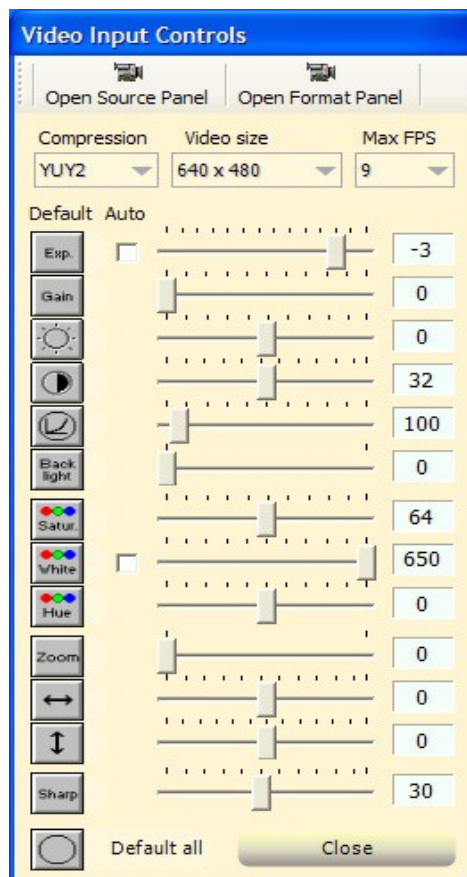 Video Input Controls
Open Source Panel Open Format Panel
Compression Video size Max FPS
YUY2 640 x 480 9
Default Auto
Exp. -3
Gain 0
0
32
100
Back light 0
Satur. 64
White 650
Hue 0
Zoom 0
0
0
Sharp 30
Default all Close